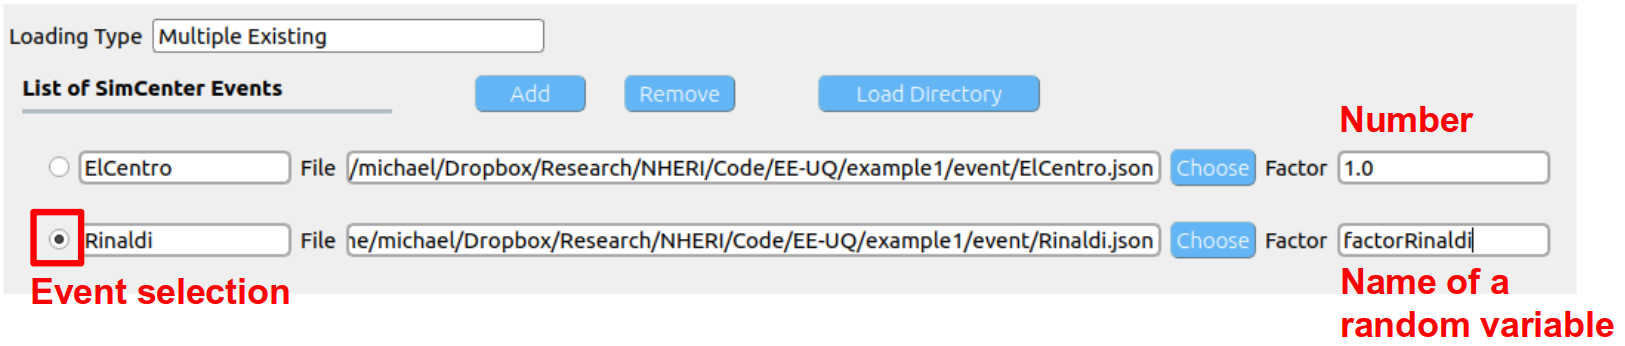 Loading Type Multiple Existing
List of SimCenter Events Add Remove Load Directory
Number
ElCentro File /michael/Dropbox/Research/NHERI/Code/EE-UQ/example1/event/ElCentro.json Choose Factor 1.0
Rinaldi File ne/michael/Dropbox/Research/NHERI/Code/EE-UQ/example1/event/Rinaldi.json Choose Factor factorRinaldi
Event selection
Name of a
random variable